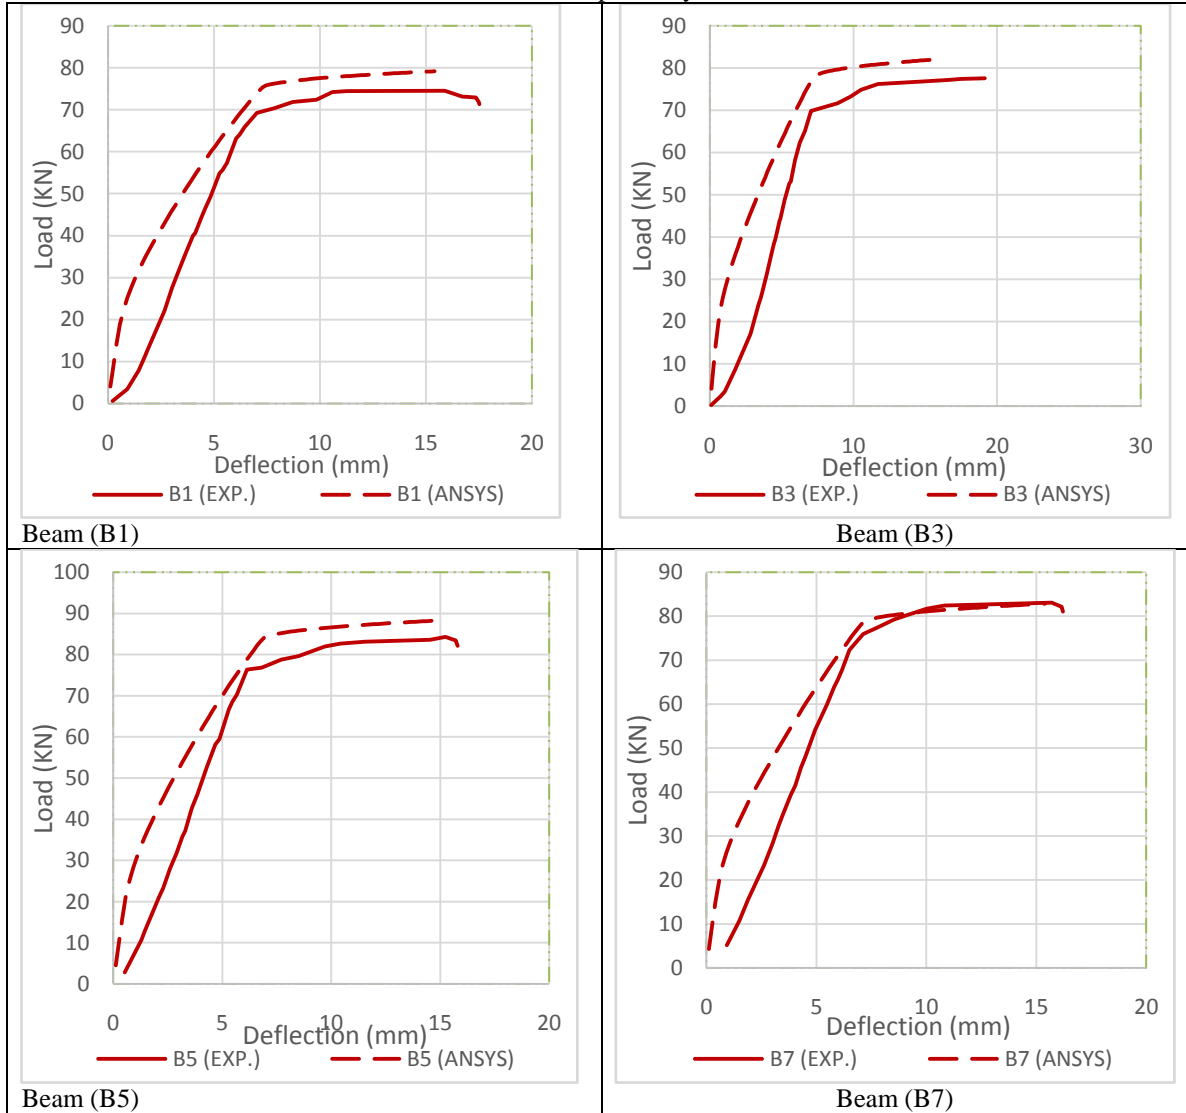 90
80
70
60
50
40
30
20
10
0
Load (KN)
0 5 10 15 20
Deflection (mm)
B1 (EXP.) B1 (ANSYS)
Beam (B1)
90
80
70
60
50
40
30
20
10
0
Load (KN)
0 10 20 30
Deflection (mm)
B3 (EXP.) B3 (ANSYS)
Beam (B3)
100
90
80
70
60
50
40
30
20
10
0
Load (KN)
0 5 10 15 20
Deflection (mm)
B5 (EXP.) B5 (ANSYS)
Beam (B5)
90
80
70
60
50
40
30
20
10
0
Load (KN)
0 5 10 15 20
Deflection (mm)
B7 (EXP.) B7 (ANSYS)
Beam (B7)